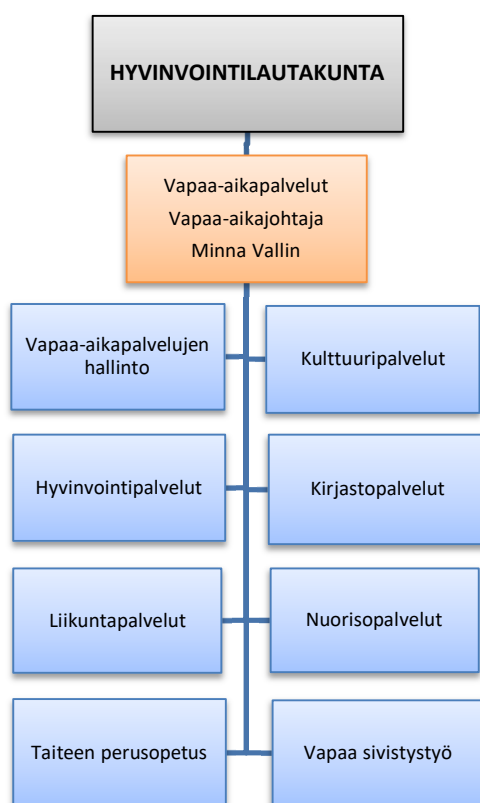 HYVINVOINTILAUTAKUNTA
Vapaa-aikapalvelut
Vapaa-aikajohtaja
Minna Vallin
Vapaa-aikapalvelujen
hallinto
Kulttuuripalvelut
Hyvinvointipalvelut
Kirjastopalvelut
Liikuntapalvelut
Nuorisopalvelut
Taiteen perusopetus
Vapaa sivistystyö